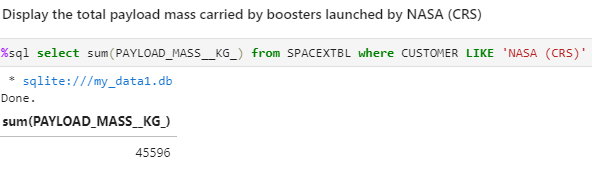 Display the total payload mass carried by boosters launched by NASA (CRS)
%sql select sum(PAYLOAD_MASS__KG_) from SPACEXTBL where CUSTOMER LIKE 'NASA (CRS)'
* sqlite:///my_data1.db
Done.
sum(PAYLOAD_MASS__KG_)
45596